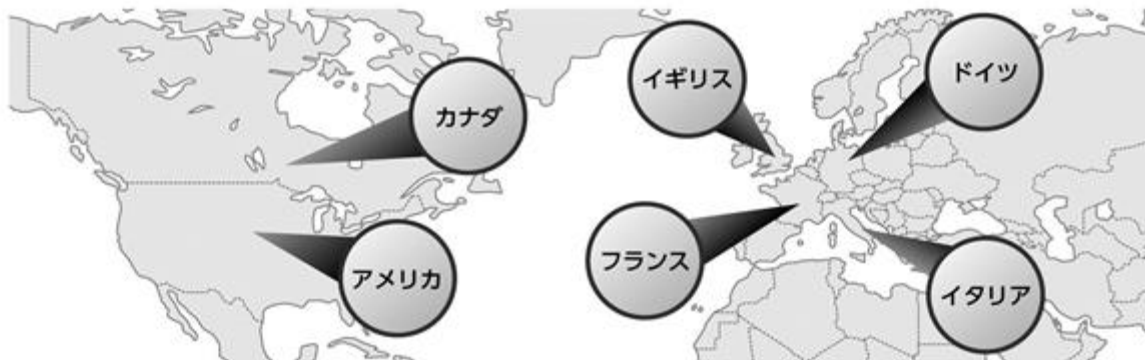 イギリス
ドイツ
カナダ
フランス
アメリカ
イタリア